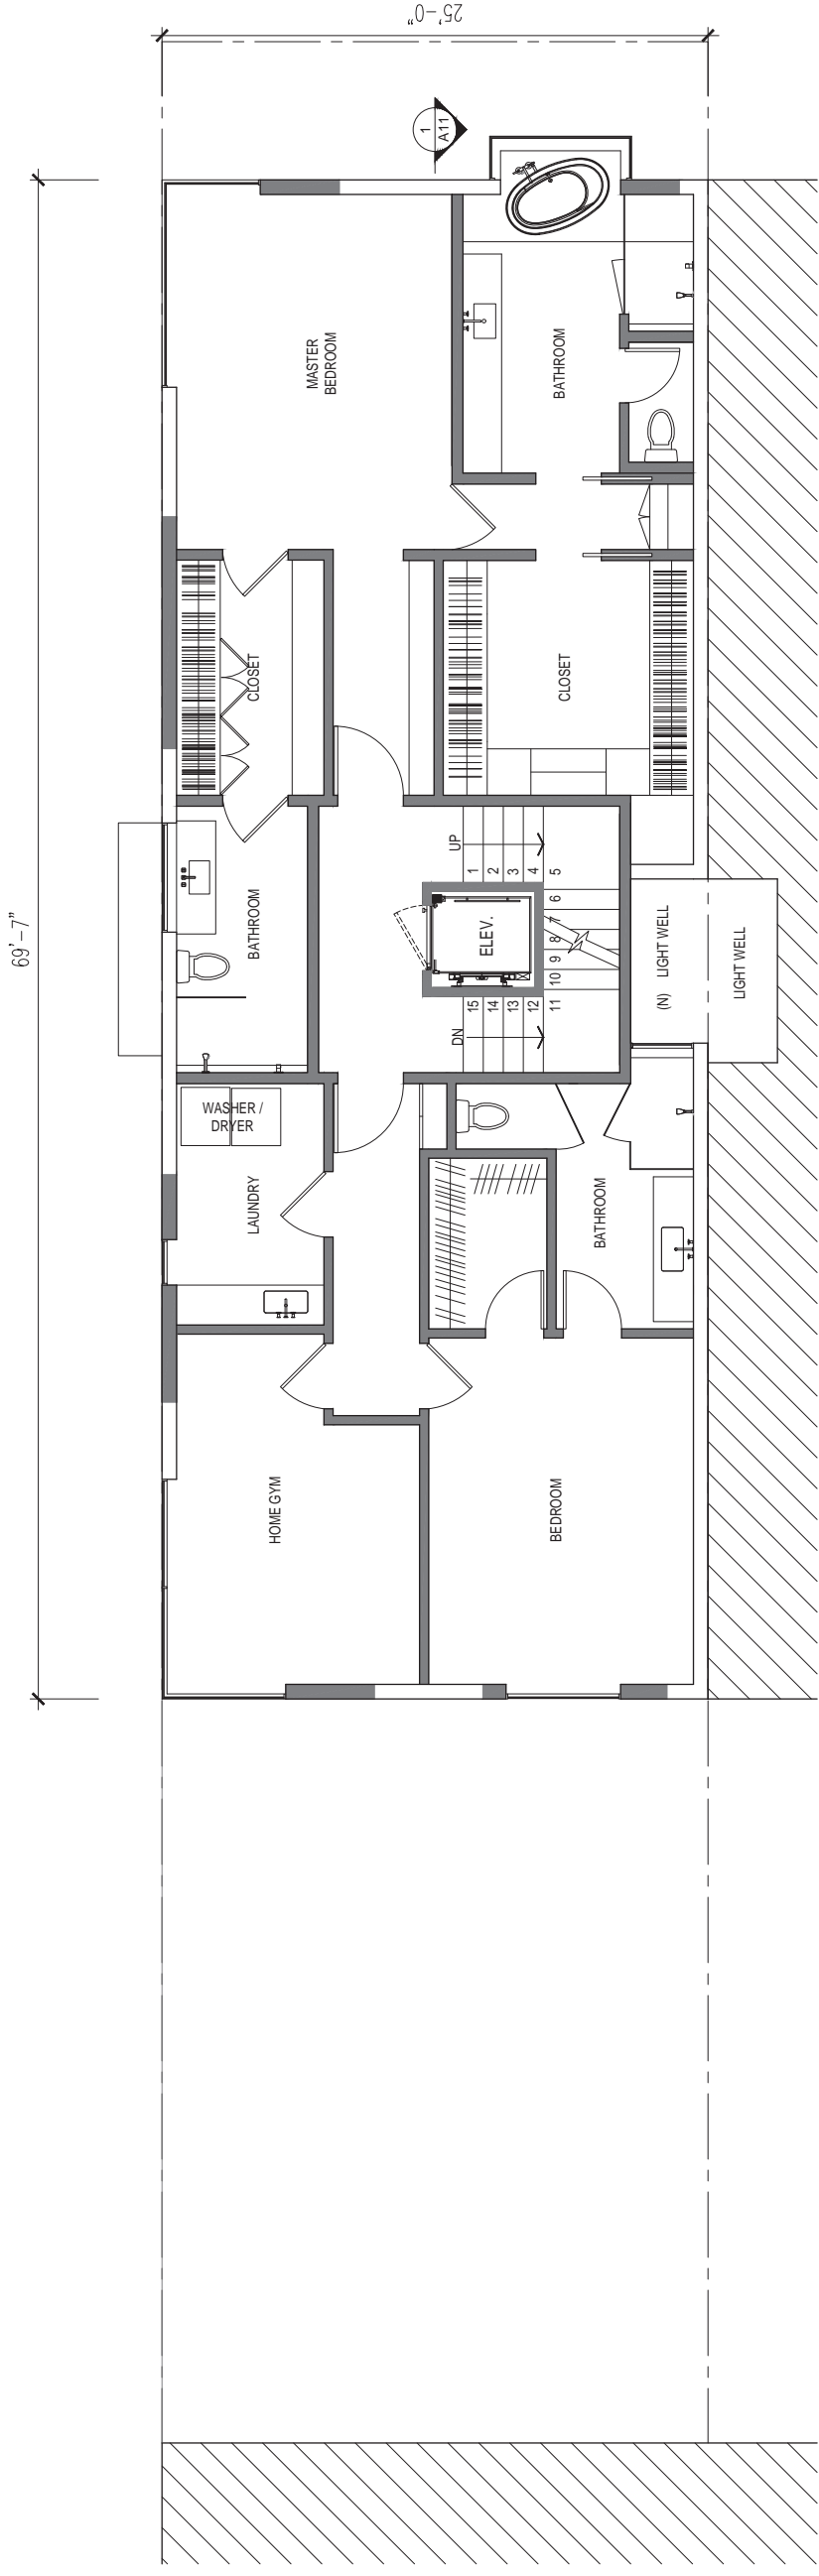 25'-0"
69'-7"
1
A11
MASTER
BEDROOM
BATHROOM
CLOSET
CLOSET
UP
1
2
3
4
5
6
7
8
9
10
11
12
13
14
15
DN
ELEV.
BATHROOM
(N) LIGHT WELL
LIGHT WELL
WASHER /
DRYER
LAUNDRY
BATHROOM
HOME GYM
BEDROOM